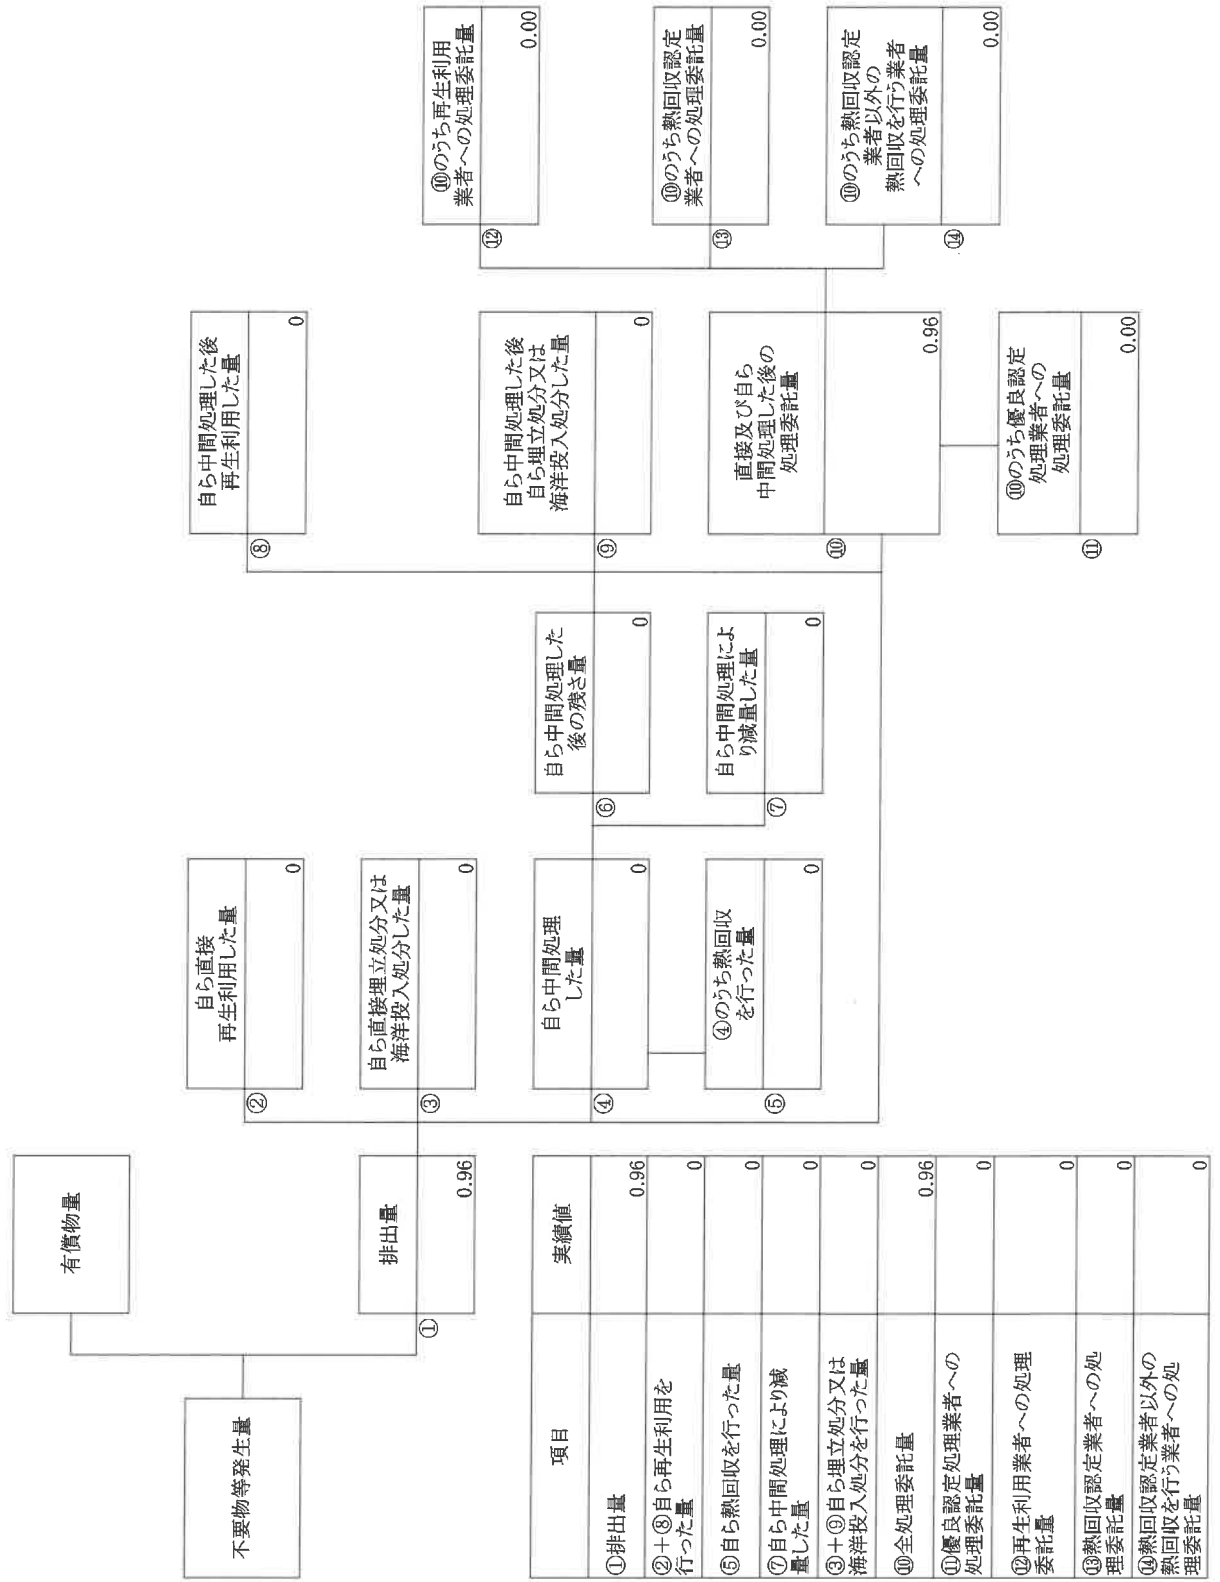 有償物量
不要物等発生量
①
排出量
0.96
②
自ら直接
再生利用した量
0
③
自ら直接埋立処分又は
海洋投入処分した量
0
④
自ら中間処理
した量
0
⑤
④のうち熱回収
を行った量
0
⑥
自ら中間処理した
後の残さ量
0
⑦
自ら中間処理によ
り減量した量
0
⑧
自ら中間処理した後
再生利用した量
0
⑨
自ら中間処理した後
自ら埋立処分又は
海洋投入処分した量
0
⑩
直接及び自ら
中間処理した後の
処理委託量
0.96
⑪
⑩のうち優良認定
処理業者への
処理委託量
0.00
⑫
⑩のうち再生利用
業者への処理委託量
0.00
⑬
⑩のうち熱回収認定
業者への処理委託量
0.00
⑭
⑩のうち熱回収認定
業者以外の
熱回収を行う業者
への処理委託量
0.00
項目
実績値
①排出量
0.96
②+⑧自ら再生利用を
行った量
0
⑤自ら熱回収を行った量
0
⑦自ら中間処理により減
量した量
0
③+⑨自ら埋立処分又は
海洋投入処分を行った量
0
⑩全処理委託量
0.96
⑪優良認定処理業者への
処理委託量
0
⑫再生利用業者への処理
委託量
0
⑬熱回収認定業者への処
理委託量
0
⑭熱回収認定業者以外の
熱回収を行う業者への処
理委託量
0